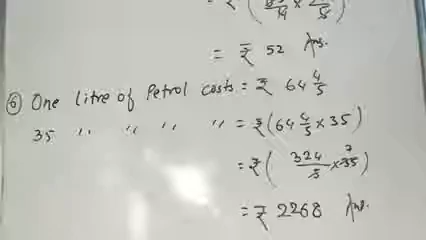 = ₹ 52 Ans.
⑥ One litre of Petrol costs = ₹ 64 4/5
35 " " " " = ₹ (64 4/5 × 35)
= ₹ ( 324/5 × 35 7 )
= ₹ 2268 Ans.